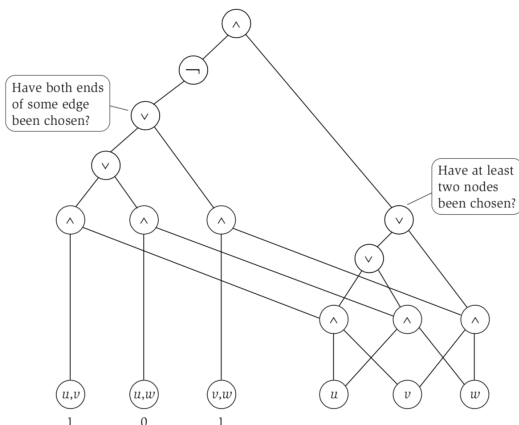 ∧
¬
Have both ends
of some edge
been chosen?
∨
∨
Have at least
two nodes
been chosen?
∧ ∧ ∧ ∨
∨
∧ ∧ ∧
u,v u,w v,w u v w
1 0 1